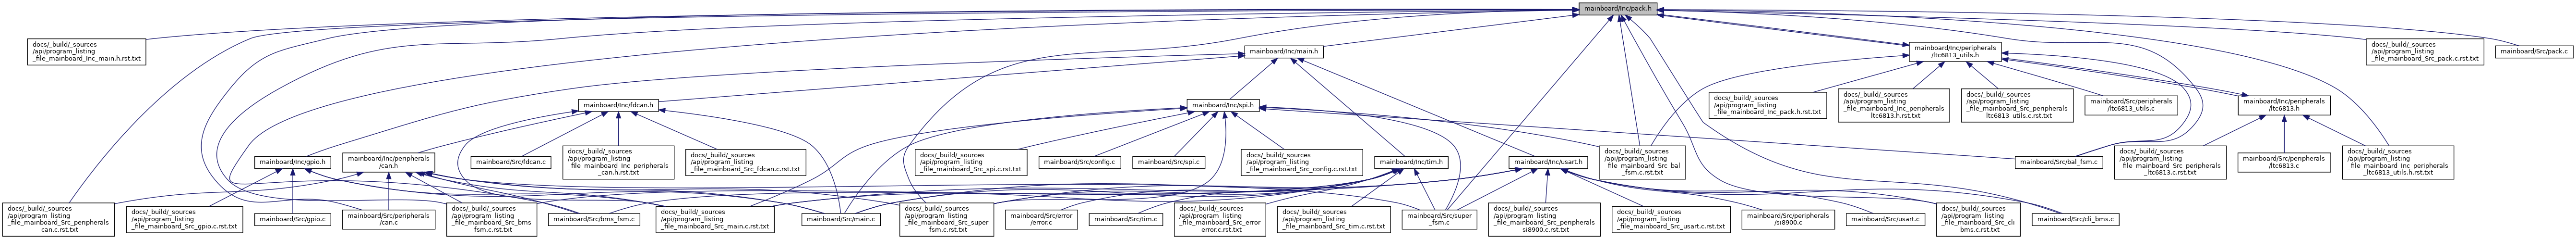 mainboard/Inc/pack.h
docs/_build/_sources
/api/program_listing
_file_mainboard_Inc_main.h.rst.txt
mainboard/Inc/main.h
mainboard/Inc/peripherals
/ltc6813_utils.h
docs/_build/_sources
/api/program_listing
_file_mainboard_Src_pack.c.rst.txt
mainboard/Src/pack.c
mainboard/Inc/fdcan.h
mainboard/Inc/spi.h
docs/_build/_sources
/api/program_listing
_file_mainboard_Inc_pack.h.rst.txt
docs/_build/_sources
/api/program_listing
_file_mainboard_Inc_peripherals
_ltc6813.h.rst.txt
docs/_build/_sources
/api/program_listing
_file_mainboard_Src_peripherals
_ltc6813_utils.c.rst.txt
mainboard/Src/peripherals
/ltc6813_utils.c
mainboard/Inc/peripherals
/ltc6813.h
mainboard/Inc/gpio.h
mainboard/Inc/peripherals
/can.h
mainboard/Src/fdcan.c
docs/_build/_sources
/api/program_listing
_file_mainboard_Inc_peripherals
_can.h.rst.txt
docs/_build/_sources
/api/program_listing
_file_mainboard_Src_fdcan.c.rst.txt
docs/_build/_sources
/api/program_listing
_file_mainboard_Src_spi.c.rst.txt
mainboard/Src/config.c
mainboard/Src/spi.c
docs/_build/_sources
/api/program_listing
_file_mainboard_Src_config.c.rst.txt
mainboard/Inc/tim.h
mainboard/Inc/usart.h
docs/_build/_sources
/api/program_listing
_file_mainboard_Src_bal
_fsm.c.rst.txt
mainboard/Src/bal_fsm.c
docs/_build/_sources
/api/program_listing
_file_mainboard_Src_peripherals
_ltc6813.c.rst.txt
mainboard/Src/peripherals
/ltc6813.c
docs/_build/_sources
/api/program_listing
_file_mainboard_Inc_peripherals
_ltc6813_utils.h.rst.txt
docs/_build/_sources
/api/program_listing
_file_mainboard_Src_peripherals
_can.c.rst.txt
docs/_build/_sources
/api/program_listing
_file_mainboard_Src_gpio.c.rst.txt
mainboard/Src/gpio.c
mainboard/Src/peripherals
/can.c
docs/_build/_sources
/api/program_listing
_file_mainboard_Src_bms
_fsm.c.rst.txt
mainboard/Src/bms_fsm.c
docs/_build/_sources
/api/program_listing
_file_mainboard_Src_main.c.rst.txt
mainboard/Src/main.c
docs/_build/_sources
/api/program_listing
_file_mainboard_Src_super
_fsm.c.rst.txt
mainboard/Src/error
/error.c
mainboard/Src/tim.c
docs/_build/_sources
/api/program_listing
_file_mainboard_Src_error
_error.c.rst.txt
docs/_build/_sources
/api/program_listing
_file_mainboard_Src_tim.c.rst.txt
mainboard/Src/super
_fsm.c
docs/_build/_sources
/api/program_listing
_file_mainboard_Src_peripherals
_si8900.c.rst.txt
docs/_build/_sources
/api/program_listing
_file_mainboard_Src_usart.c.rst.txt
mainboard/Src/peripherals
/si8900.c
mainboard/Src/usart.c
docs/_build/_sources
/api/program_listing
_file_mainboard_Src_cli
_bms.c.rst.txt
mainboard/Src/cli_bms.c